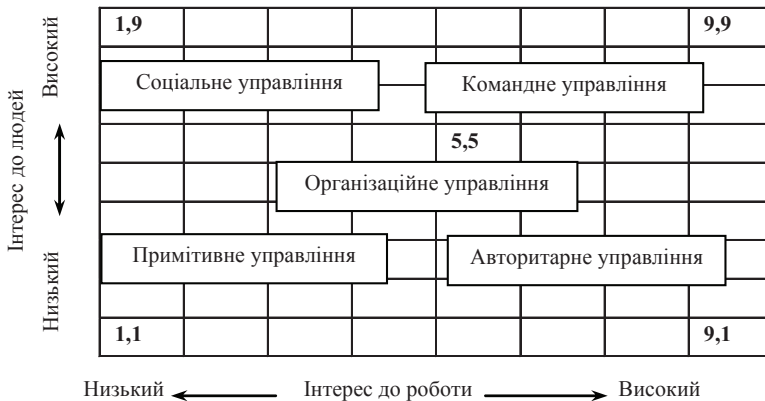 1,9 9,9
Соціальне управління Командне управління
5,5
Організаційне управління
Примітивне управління Авторитарне управління
1,1 9,1
Інтерес до людей
Високий
Низький
Низький Інтерес до роботи Високий